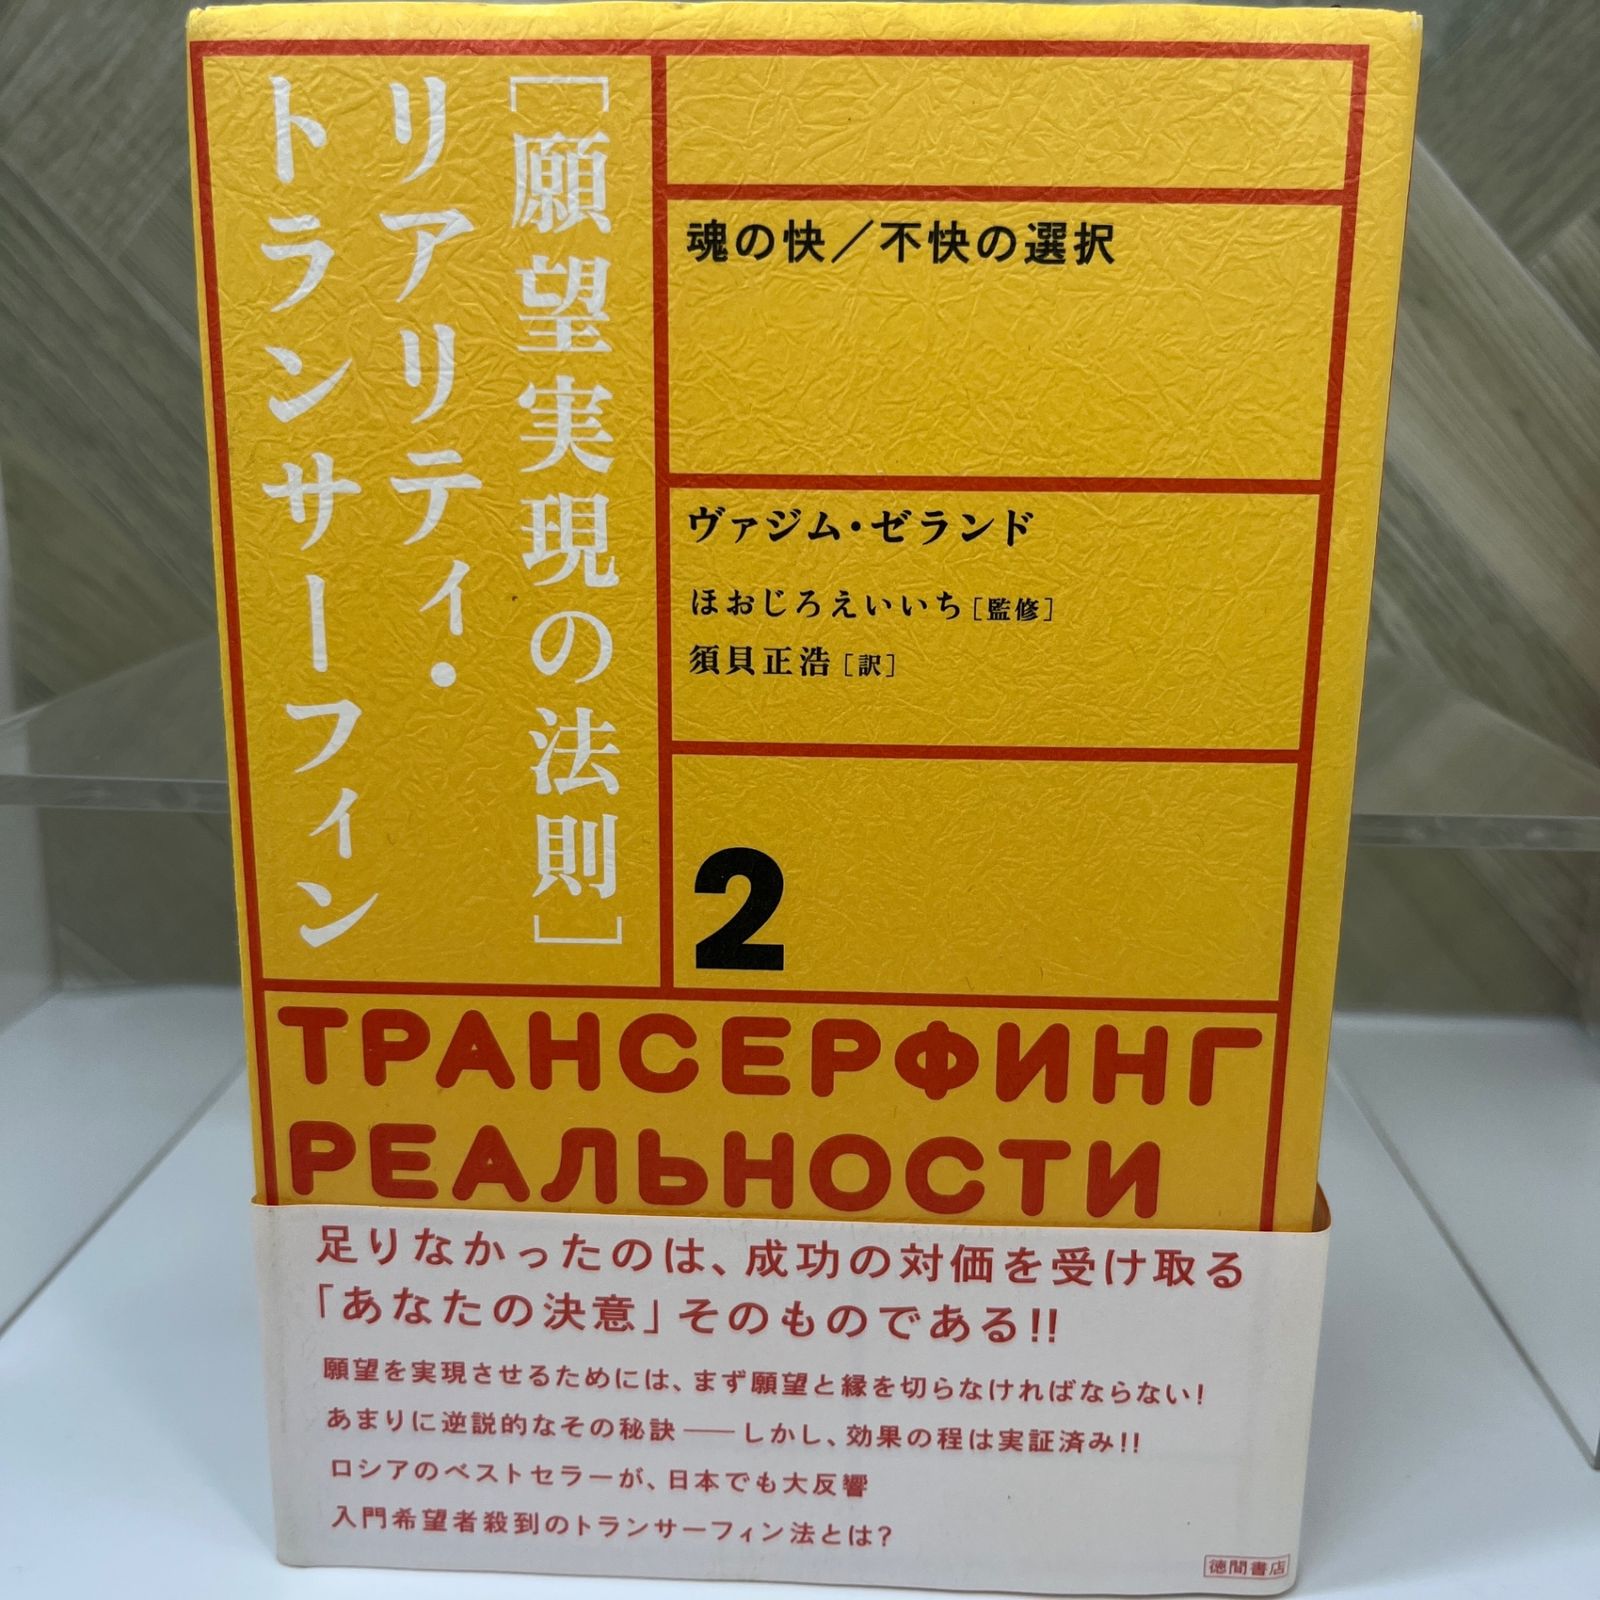 [願望実現の法則]
リアリティ・
トランサーフィン
魂の快／不快の選択
ヴァジム・ゼランド
ほおじろえいいち[監修]
須貝正浩[訳]
2
ТРАНСЕРФИНГ
РЕАЛЬНОСТИ
足りなかったのは、成功の対価を受け取る
「あなたの決意」そのものである!!
願望を実現させるためには、まず願望と縁を切らなければならない!
あまりに逆説的なその秘訣——しかし、効果の程は実証済み!!
ロシアのベストセラーが、日本でも大反響
入門希望者殺到のトランサーフィン法とは?
徳間書店